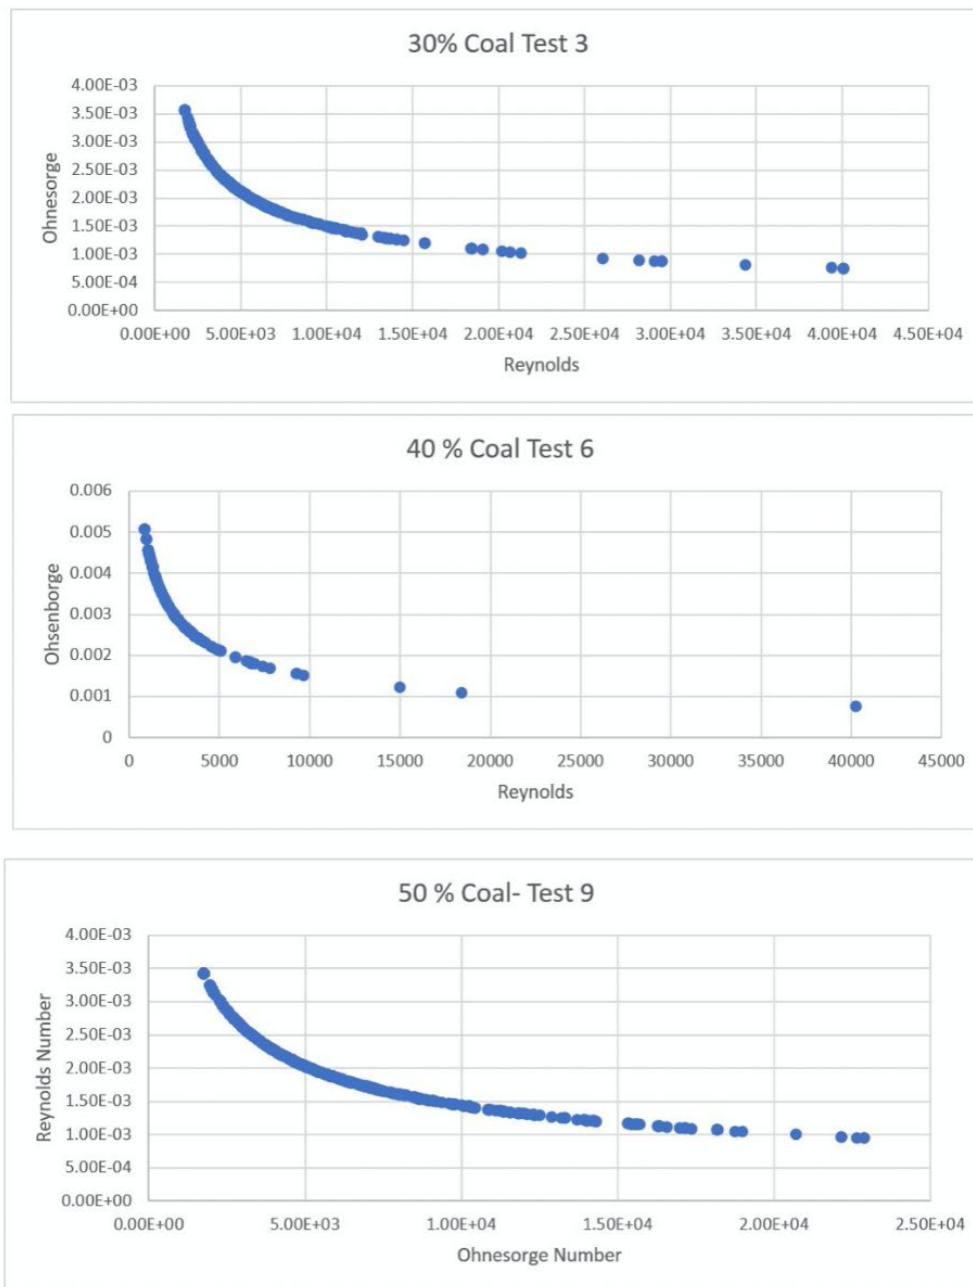 30% Coal Test 3
4.00E-03
3.50E-03
3.00E-03
2.50E-03
2.00E-03
1.50E-03
1.00E-03
5.00E-04
0.00E+00
Ohnesorge
0.00E+00 5.00E+03 1.00E+04 1.50E+04 2.00E+04 2.50E+04 3.00E+04 3.50E+04 4.00E+04 4.50E+04
Reynolds
40 % Coal Test 6
0.006
0.005
0.004
0.003
0.002
0.001
0
Ohsenborge
0 5000 10000 15000 20000 25000 30000 35000 40000 45000
Reynolds
50 % Coal- Test 9
4.00E-03
3.50E-03
3.00E-03
2.50E-03
2.00E-03
1.50E-03
1.00E-03
5.00E-04
0.00E+00
Reynolds Number
0.00E+00 5.00E+03 1.00E+04 1.50E+04 2.00E+04 2.50E+04
Ohnesorge Number